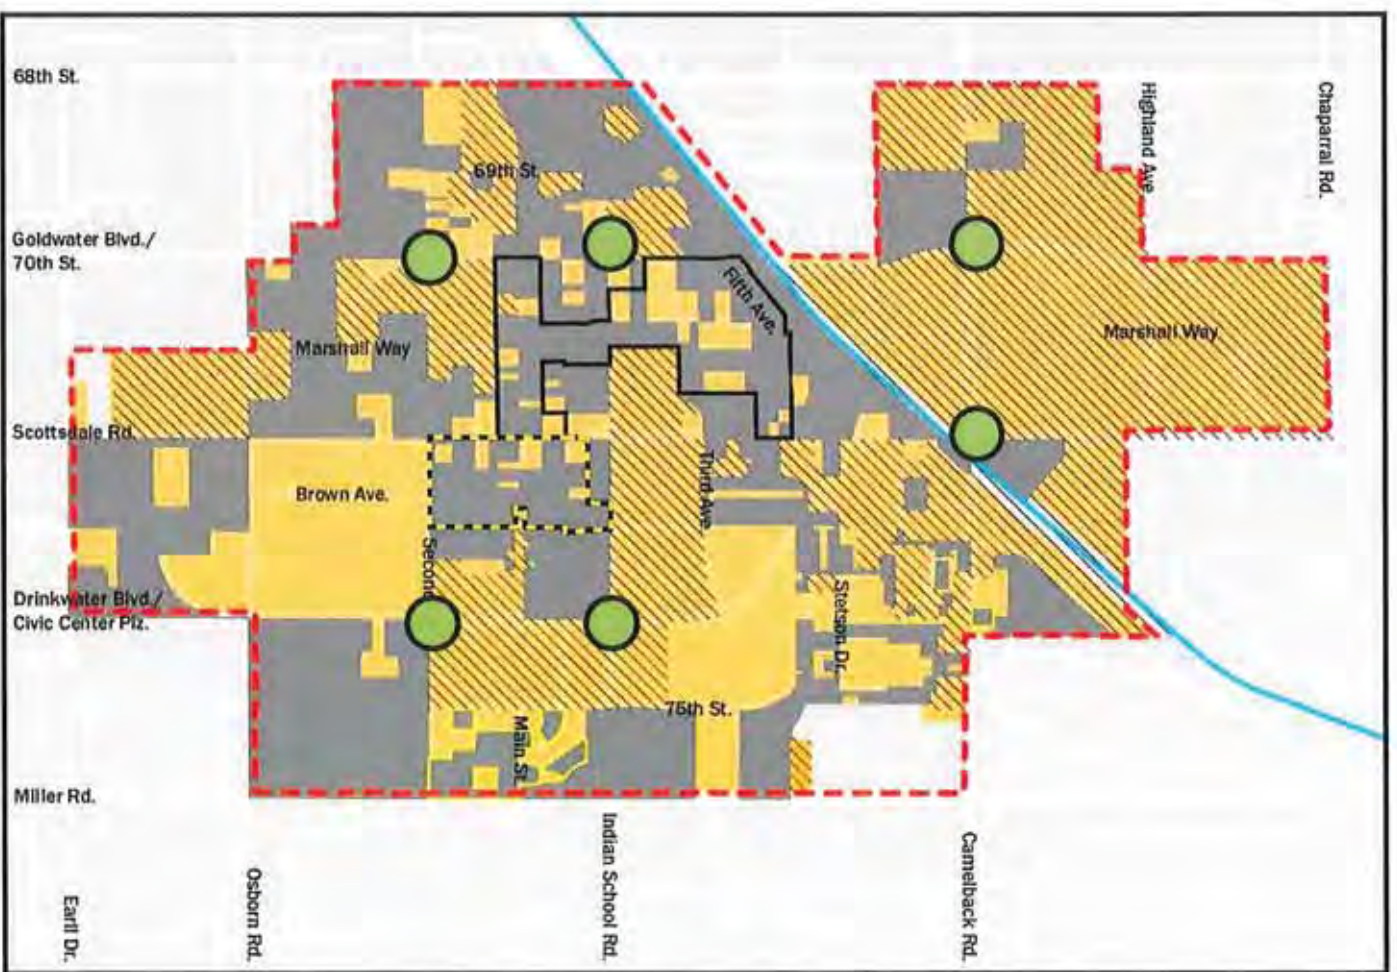 68th St.
Highland Ave.
Chaparral Rd.
69th St.
Goldwater Blvd./
70th St.
Fifth Ave.
Marshall Way
Marshall Way
Scottsdale Rd.
Third Ave.
Brown Ave.
Second
Stetson Dr.
Drinkwater Blvd./
Civic Center Plz.
75th St.
Main St.
Miller Rd.
Indian School Rd.
Camelback Rd.
Osborn Rd.
Earll Dr.